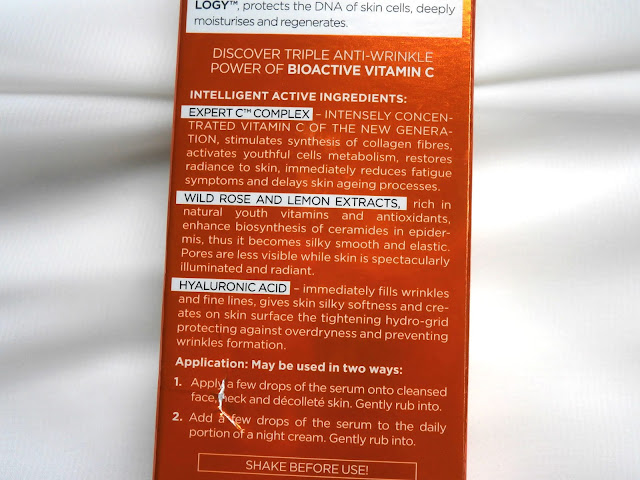 LOGY™, protects the DNA of skin cells, deeply
moisturises and regenerates.
DISCOVER TRIPLE ANTI-WRINKLE
POWER OF BIOACTIVE VITAMIN C
INTELLIGENT ACTIVE INGREDIENTS:
EXPERT C™ COMPLEX – INTENSELY CONCEN-
TRATED VITAMIN C OF THE NEW GENERA-
TION, stimulates synthesis of collagen fibres,
activates youthful cells metabolism, restores
radiance to skin, immediately reduces fatigue
symptoms and delays skin ageing processes.
WILD ROSE AND LEMON EXTRACTS, rich in
natural youth vitamins and antioxidants,
enhance biosynthesis of ceramides in epider-
mis, thus it becomes silky smooth and elastic.
Pores are less visible while skin is spectacularly
illuminated and radiant.
HYALURONIC ACID – immediately fills wrinkles
and fine lines, gives skin silky softness and cre-
ates on skin surface the tightening hydro-grid
protecting against overdryness and preventing
wrinkles formation.
Application: May be used in two ways:
1. Apply a few drops of the serum onto cleansed
face, neck and décolleté skin. Gently rub into.
2. Add a few drops of the serum to the daily
portion of a night cream. Gently rub into.
SHAKE BEFORE USE!